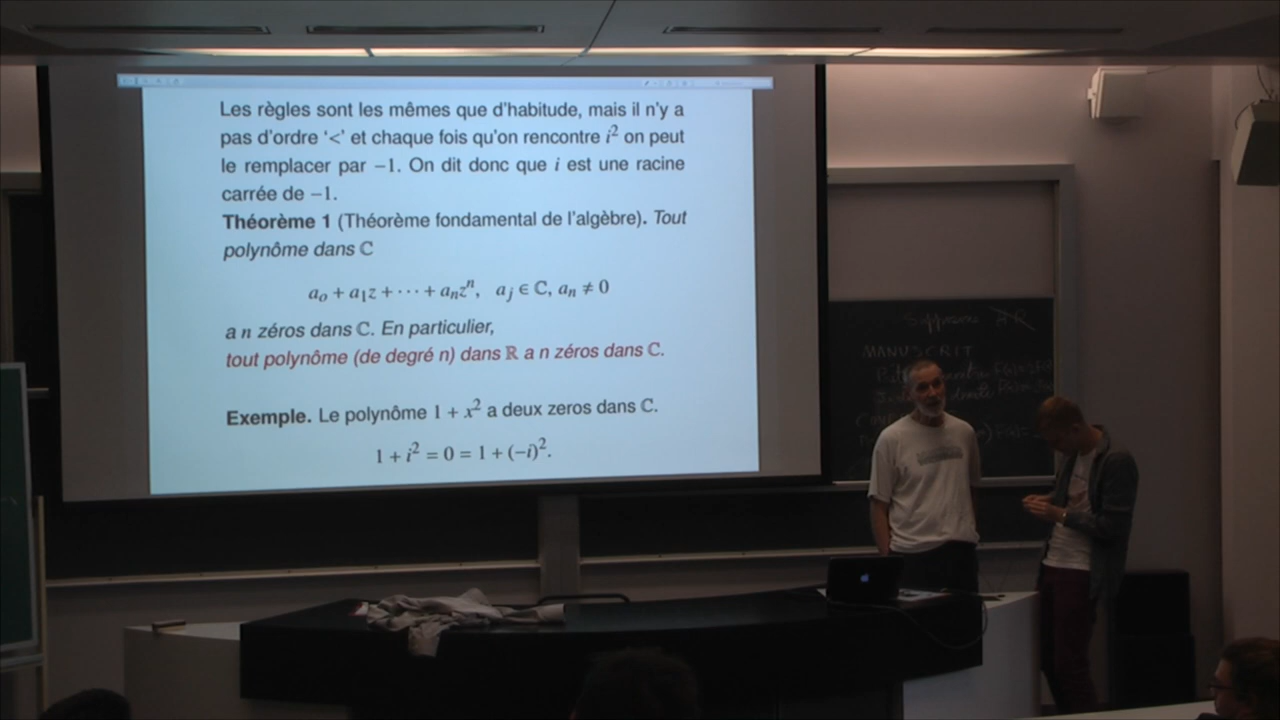 Les règles sont les mêmes que d'habitude, mais il n'y a
pas d'ordre ‘<’ et chaque fois qu'on rencontre i² on peut
le remplacer par −1. On dit donc que i est une racine
carrée de −1.
Théorème 1 (Théorème fondamental de l'algèbre). Tout
polynôme dans ℂ
a₀ + a₁z + ··· + aₙzⁿ, aⱼ ∈ ℂ, aₙ ≠ 0
a n zéros dans ℂ. En particulier,
tout polynôme (de degré n) dans ℝ a n zéros dans ℂ.
Exemple. Le polynôme 1 + x² a deux zeros dans ℂ.
1 + i² = 0 = 1 + (−i)².
MANUSCRIT